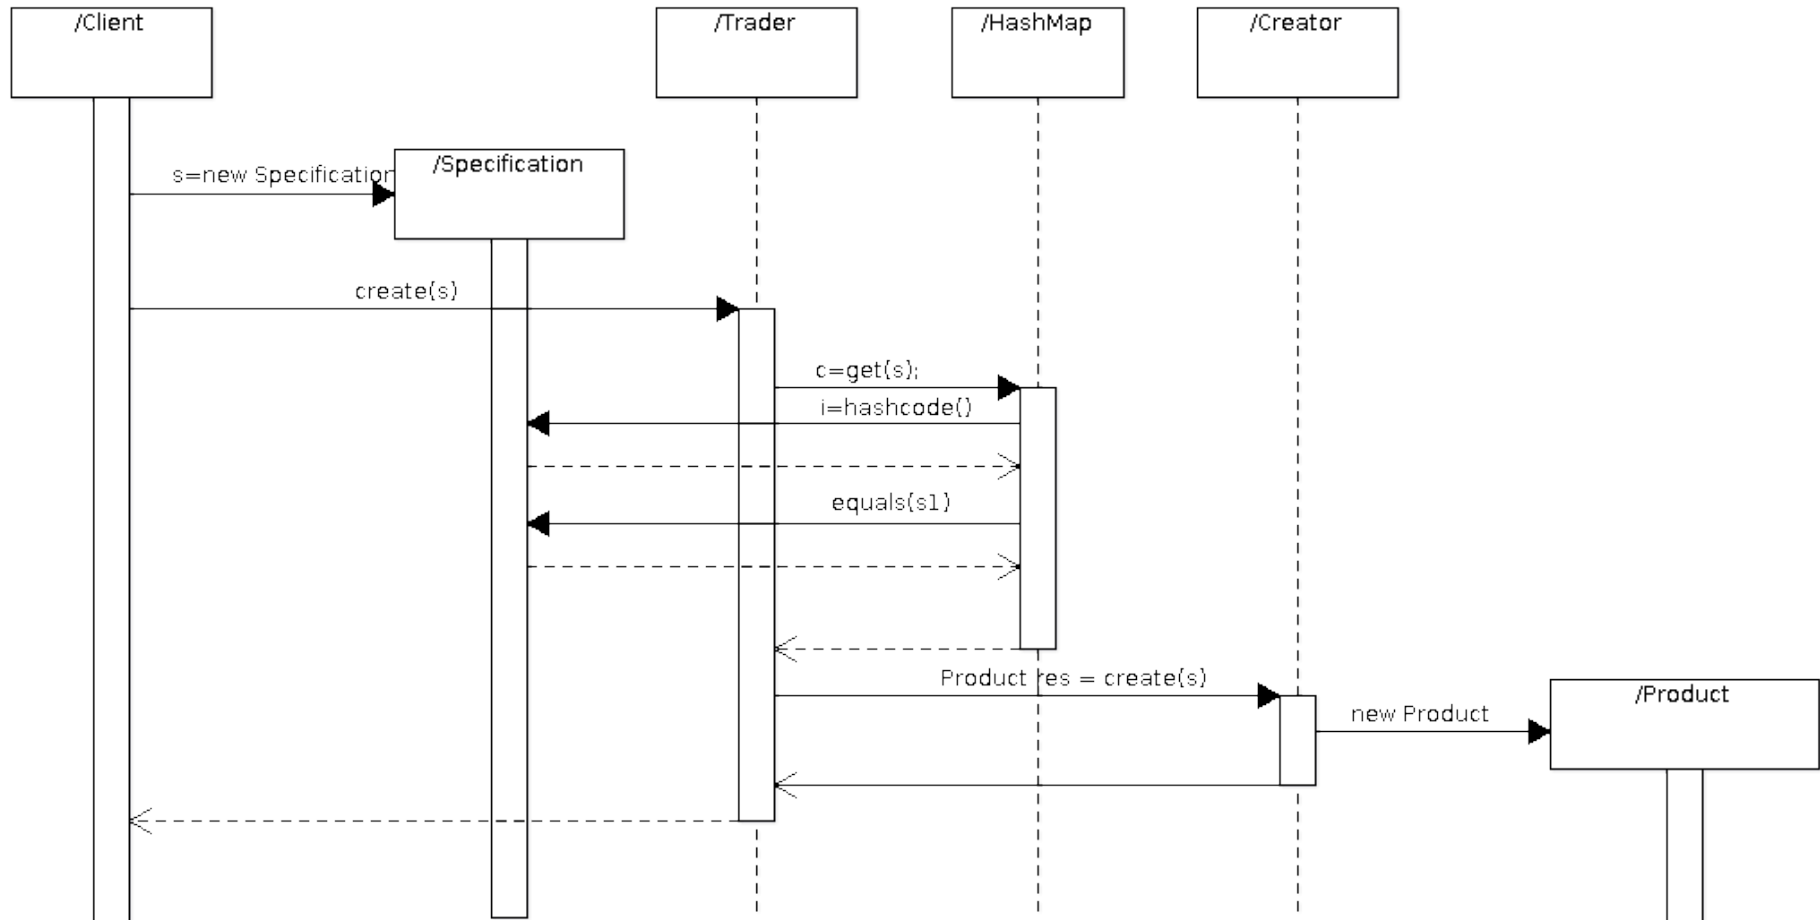 /Client
/Trader
/HashMap
/Creator
/Specification
s=new Specification
create(s)
c=get(s);
i=hashcode()
equals(s1)
Product res = create(s)
/Product
new Product